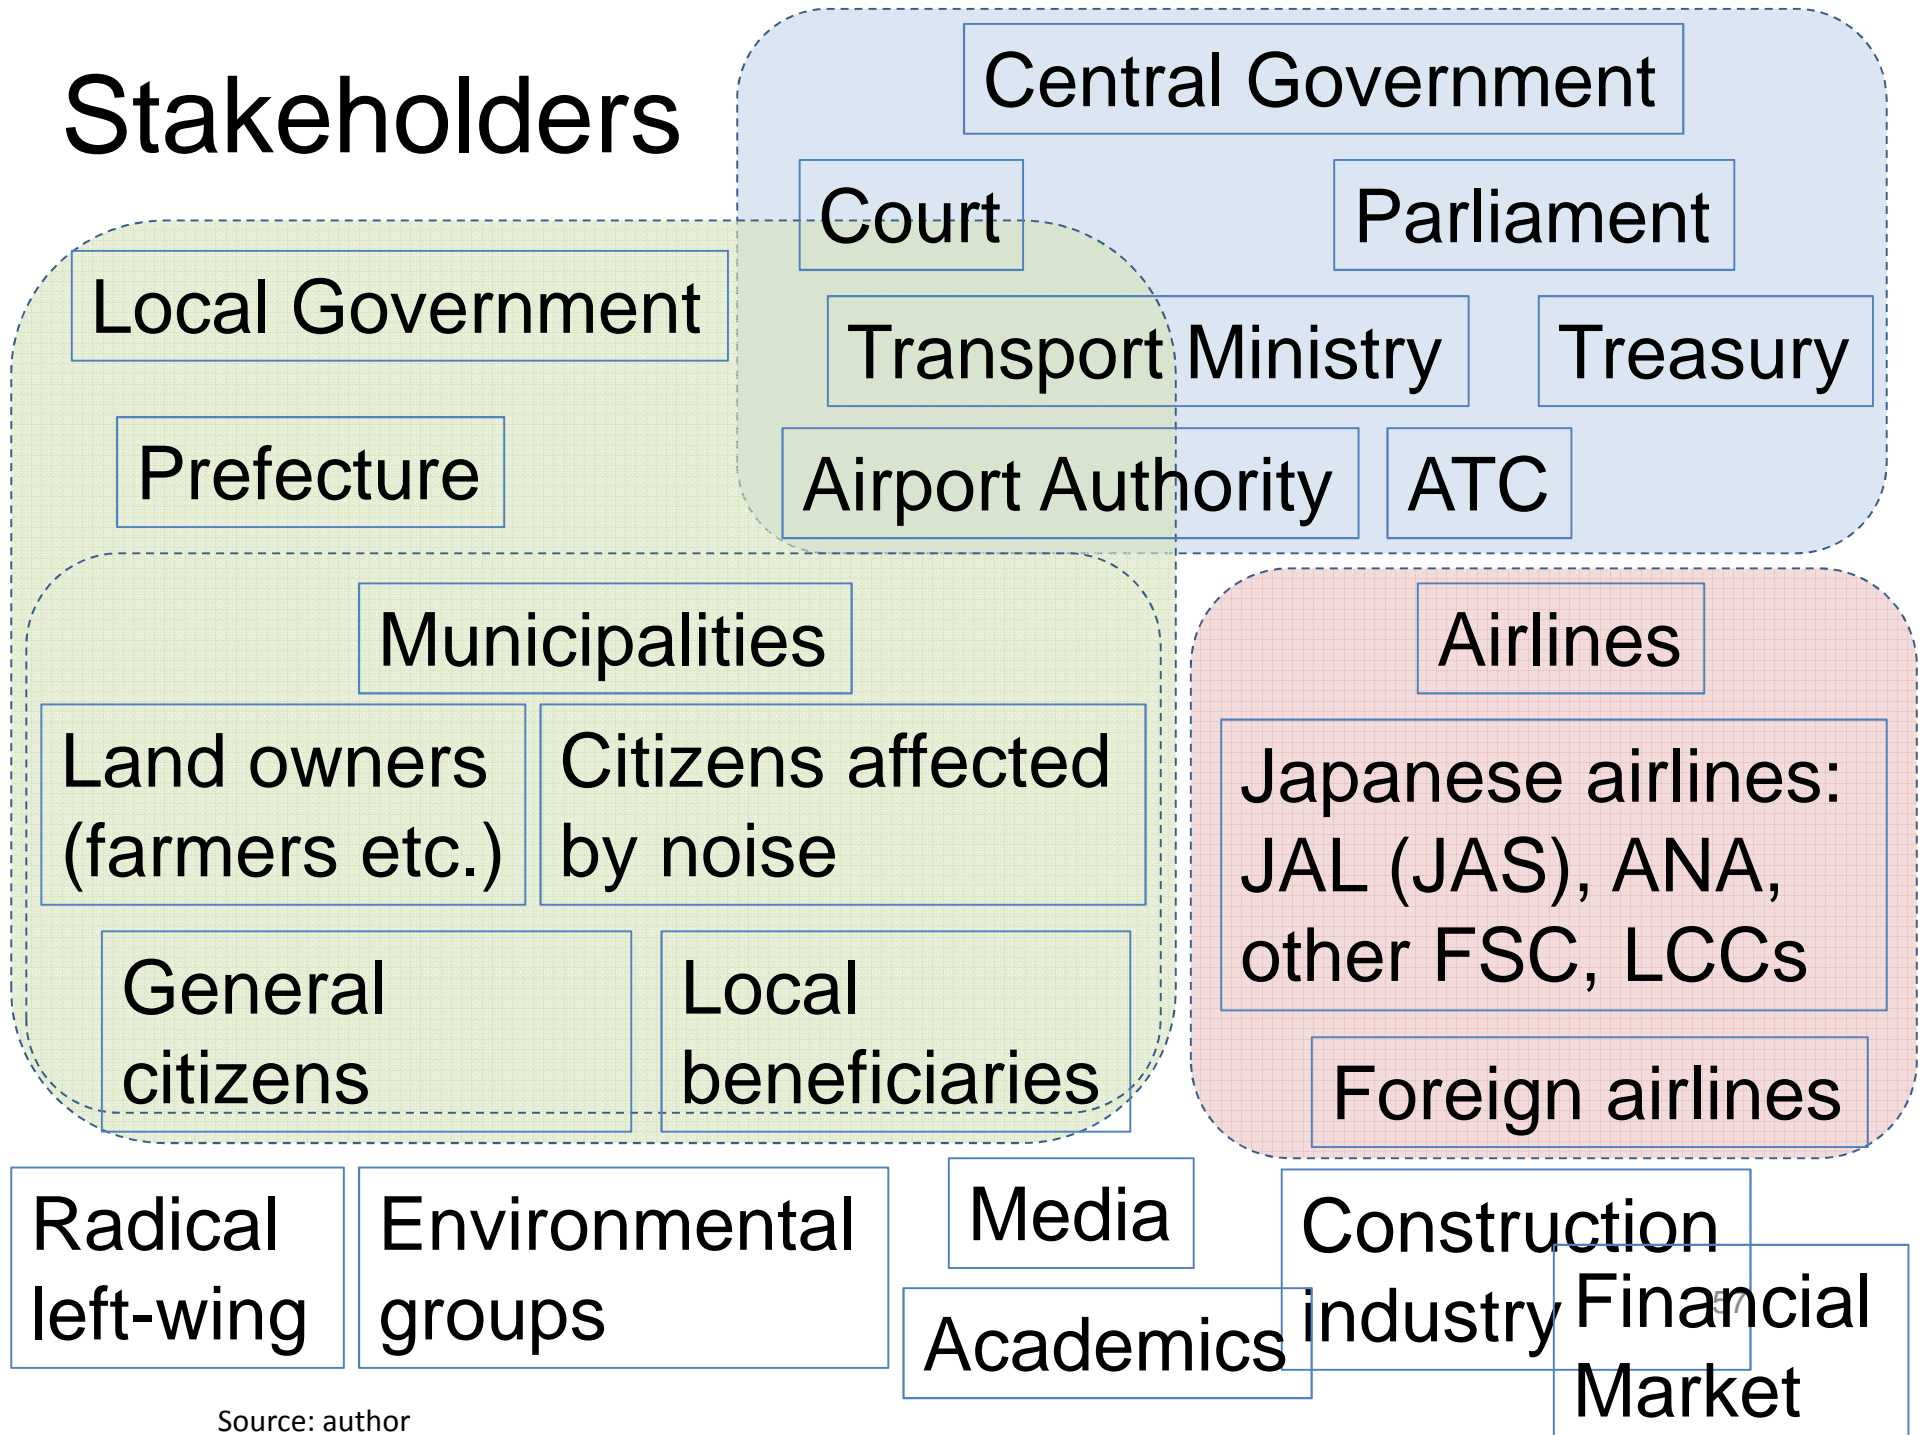 Stakeholders
Central Government
Court
Parliament
Local Government
Transport Ministry
Treasury
Prefecture
Airport Authority
ATC
Municipalities
Airlines
Land owners
(farmers etc.)
Citizens affected
by noise
Japanese airlines:
JAL (JAS), ANA,
other FSC, LCCs
General
citizens
Local
beneficiaries
Foreign airlines
Radical
left-wing
Environmental
groups
Media
Academics
Construction
industry
Financial
Market
57
Source: author